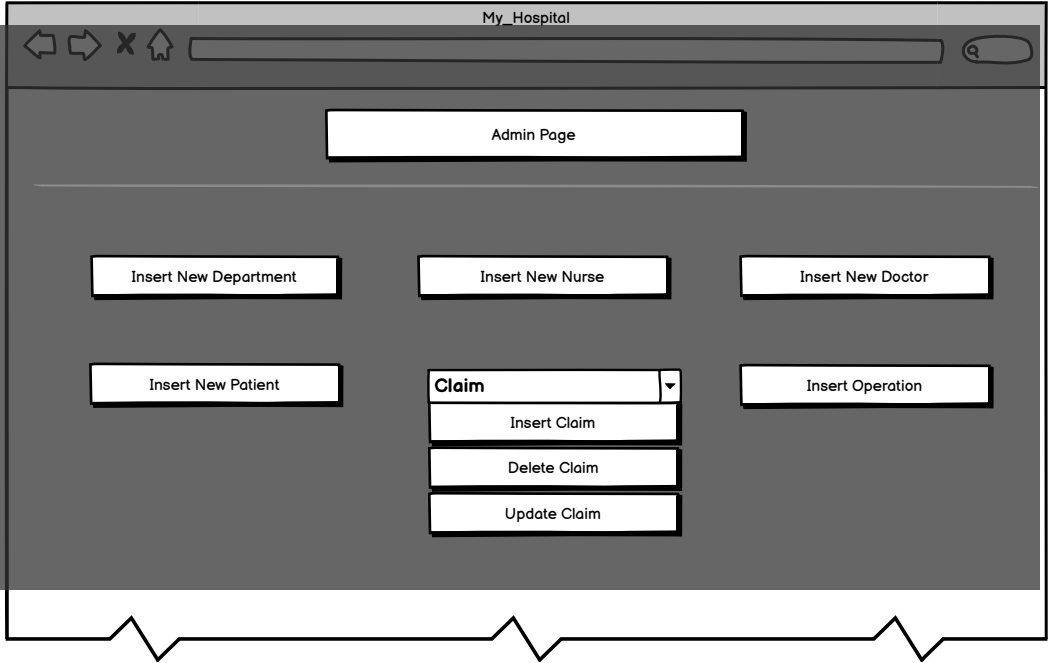 My_Hospital
Admin Page
Insert New Department
Insert New Nurse
Insert New Doctor
Insert New Patient
Claim
Insert Operation
Insert Claim
Delete Claim
Update Claim